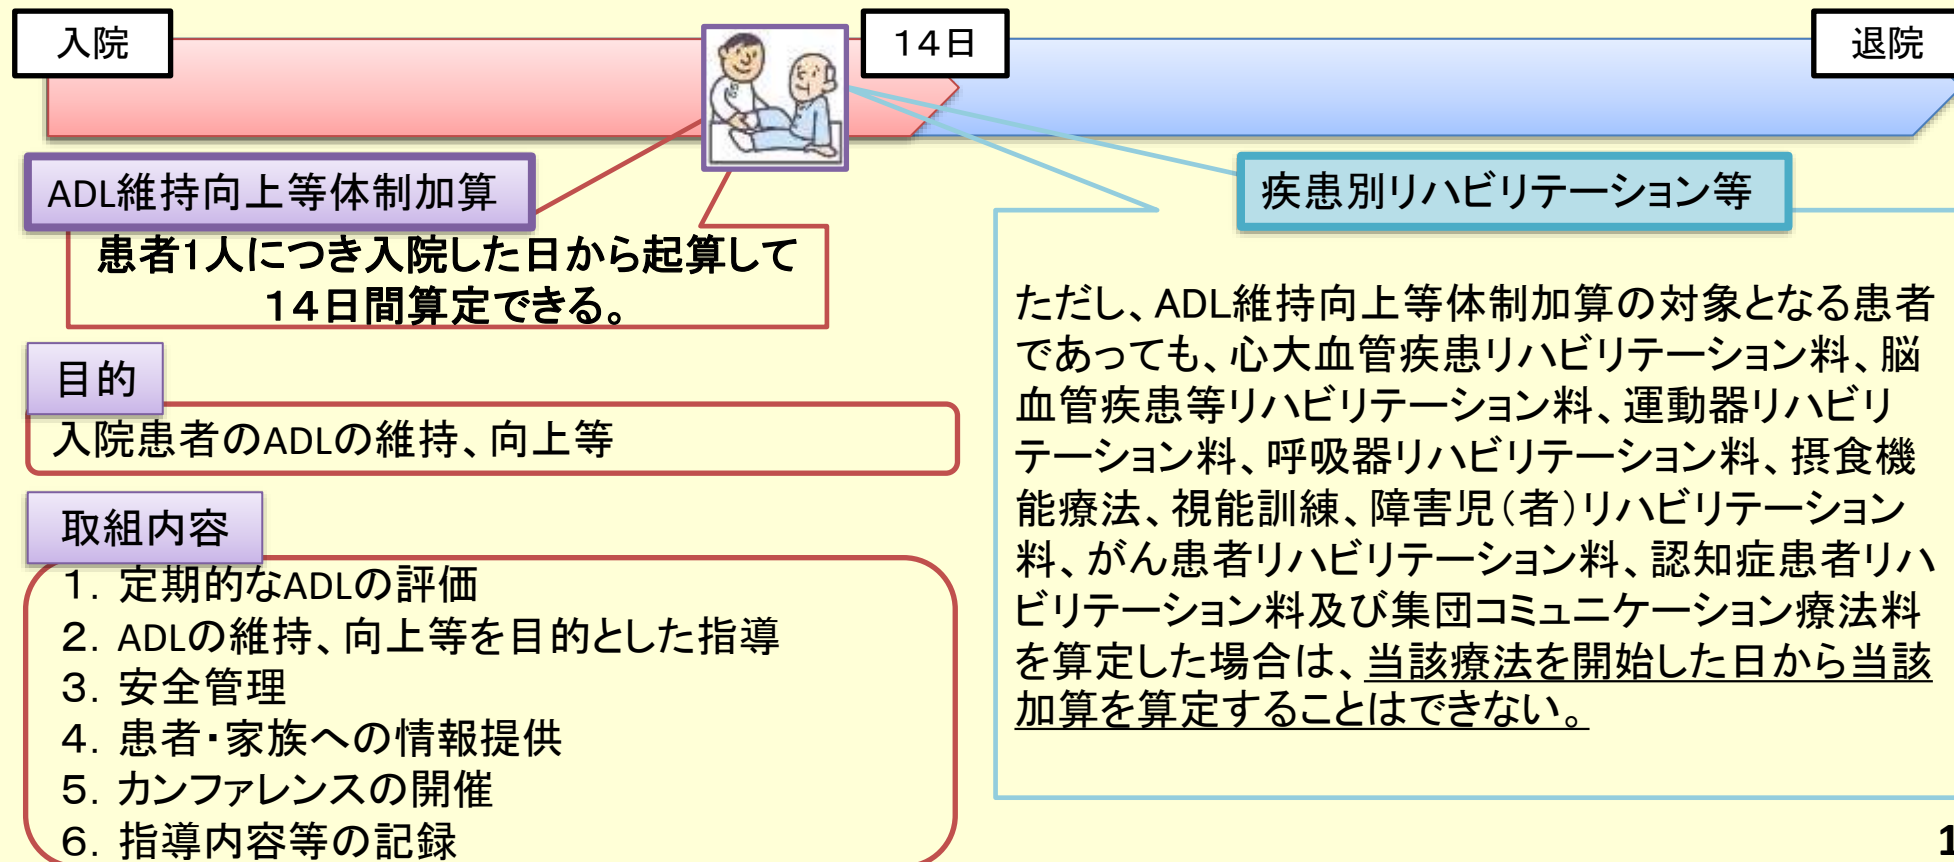 入院
14日
退院
ADL維持向上等体制加算
患者1人につき入院した日から起算して
14日間算定できる。
目的
入院患者のADLの維持、向上等
取組内容
1. 定期的なADLの評価
2. ADLの維持、向上等を目的とした指導
3. 安全管理
4. 患者・家族への情報提供
5. カンファレンスの開催
6. 指導内容等の記録
疾患別リハビリテーション等
ただし、ADL維持向上等体制加算の対象となる患者
であっても、心大血管疾患リハビリテーション料、脳
血管疾患等リハビリテーション料、運動器リハビリ
テーション料、呼吸器リハビリテーション料、摂食機
能療法、視能訓練、障害児(者)リハビリテーション
料、がん患者リハビリテーション料、認知症患者リハ
ビリテーション料及び集団コミュニケーション療法料
を算定した場合は、当該療法を開始した日から当該
加算を算定することはできない。